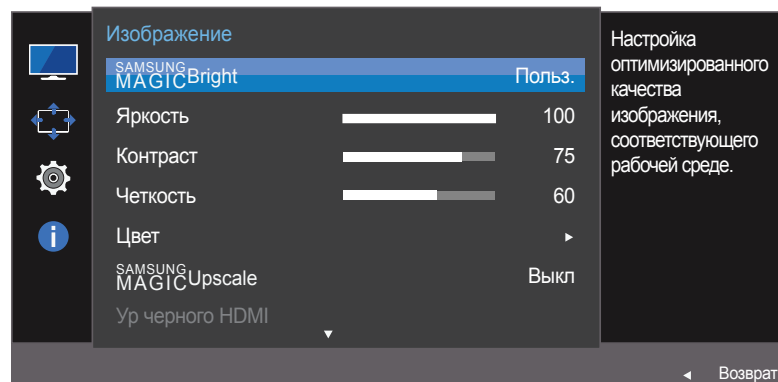 Изображение
SAMSUNG
MAGICBright Польз.
Яркость 100
Контраст 75
Четкость 60
Цвет
SAMSUNG
MAGICUpscale Выкл
Ур черного HDMI
Настройка
оптимизированного
качества
изображения,
соответствующего
рабочей среде.
Возврат